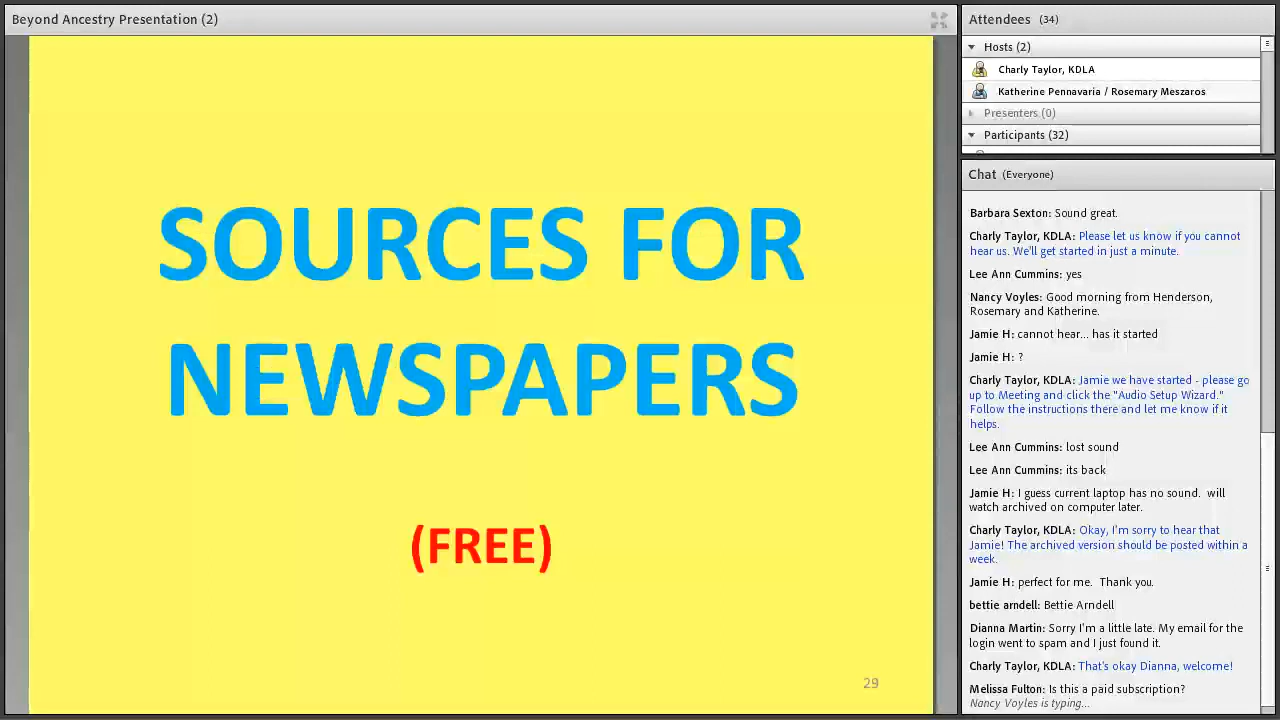 Beyond Ancestry Presentation (2)
SOURCES FOR
NEWSPAPERS
(FREE)
29
Attendees (34)
Hosts (2)
Charly Taylor, KDLA
Katherine Pennavaria / Rosemary Meszaros
Presenters (0)
Participants (32)
Chat (Everyone)
Barbara Sexton: Sound great.
Charly Taylor, KDLA: Please let us know if you cannot
hear us. We'll get started in just a minute.
Lee Ann Cummins: yes
Nancy Voyles: Good morning from Henderson,
Rosemary and Katherine.
Jamie H: cannot hear... has it started
Jamie H: ?
Charly Taylor, KDLA: Jamie we have started - please go
up to Meeting and click the "Audio Setup Wizard."
Follow the instructions there and let me know if it
helps.
Lee Ann Cummins: lost sound
Lee Ann Cummins: its back
Jamie H: I guess current laptop has no sound. will
watch archived on computer later.
Charly Taylor, KDLA: Okay, I'm sorry to hear that
Jamie! The archived version should be posted within a
week.
Jamie H: perfect for me. Thank you.
bettie arndell: Bettie Arndell
Dianna Martin: Sorry I'm a little late. My email for the
login went to spam and I just found it.
Charly Taylor, KDLA: That's okay Dianna, welcome!
Melissa Fulton: Is this a paid subscription?
Nancy Voyles is typing...